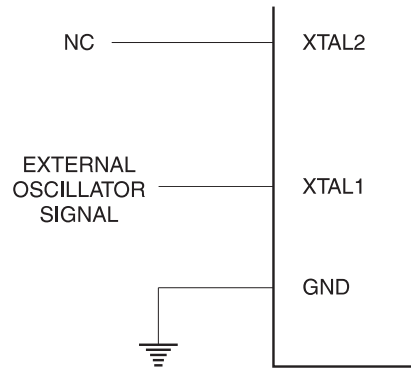 NC
XTAL2
EXTERNAL
OSCILLATOR
SIGNAL
XTAL1
GND